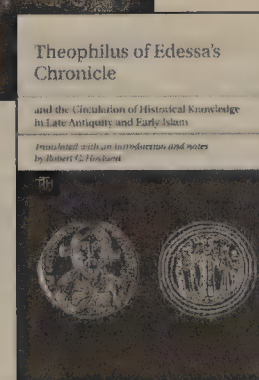 Theophilus of Edessa's
Chronicle
and the Circulation of Historical Knowledge
in Late Antiquity and Early Islam
Translated with an introduction and notes
by Robert G. Hoyland